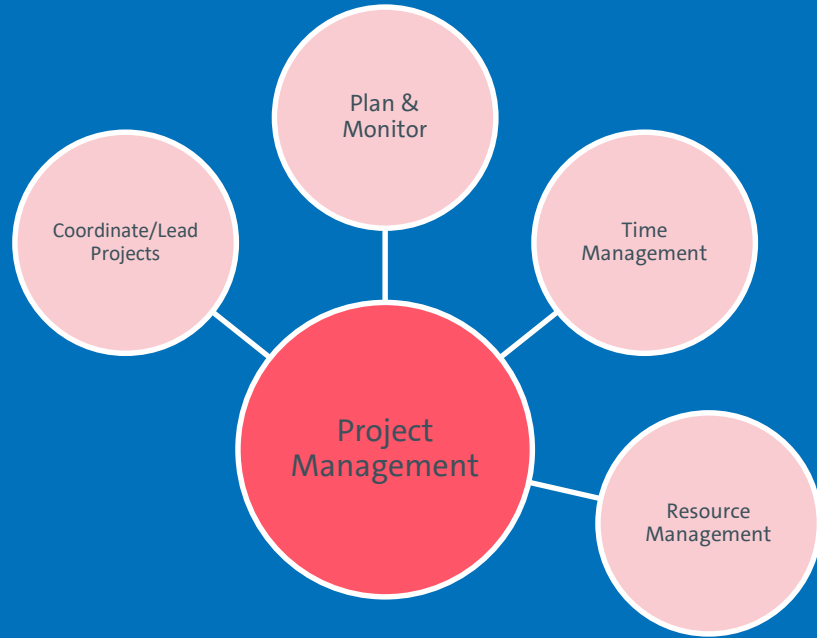 Plan &
Monitor
Coordinate/Lead
Projects
Time
Management
Project
Management
Resource
Management